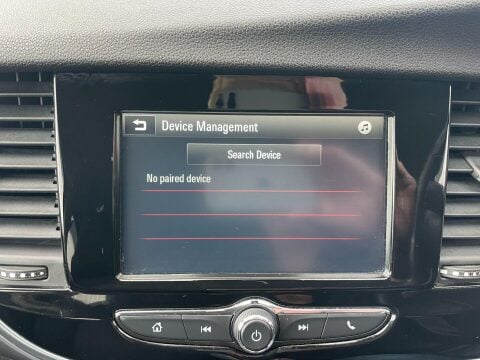 Device Management
Search Device
No paired device